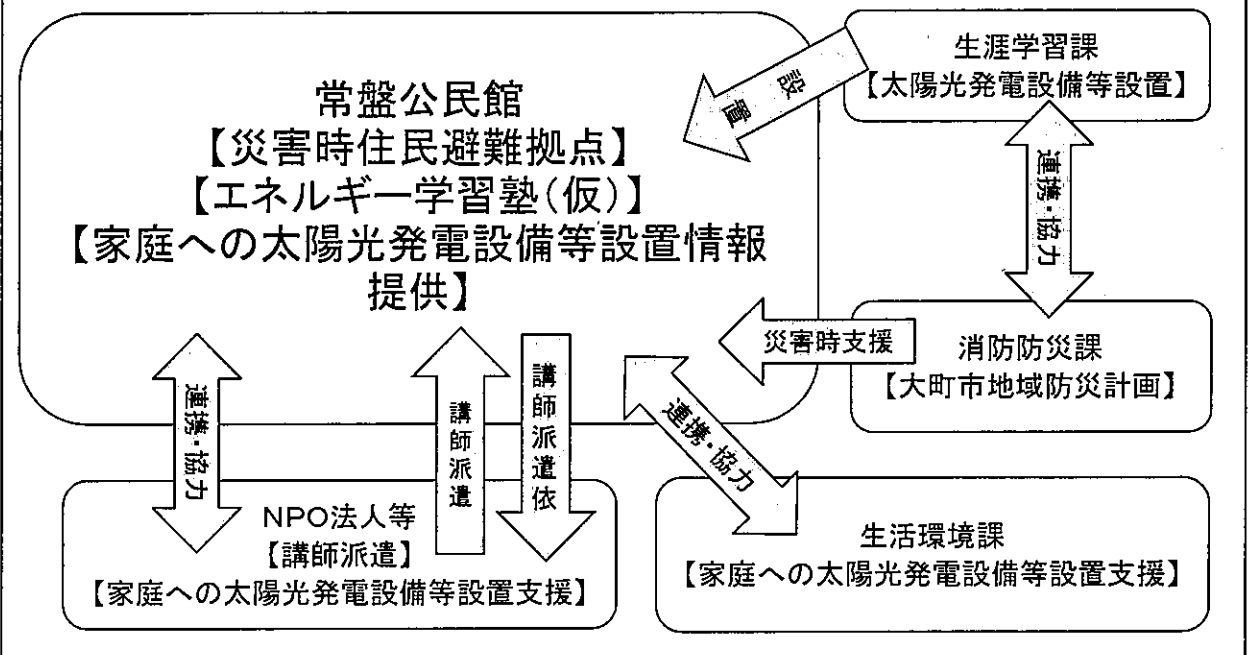 常盤公民館
【災害時住民避難拠点】
【エネルギー学習塾(仮)】
【家庭への太陽光発電設備等設置情報
提供】
設置
生涯学習課
【太陽光発電設備等設置】
連携・協力
災害時支援
消防防災課
【大町市地域防災計画】
連携・協力
講師派遣
講師派遣依
連携・協力
NPO法人等
【講師派遣】
【家庭への太陽光発電設備等設置支援】
生活環境課
【家庭への太陽光発電設備等設置支援】